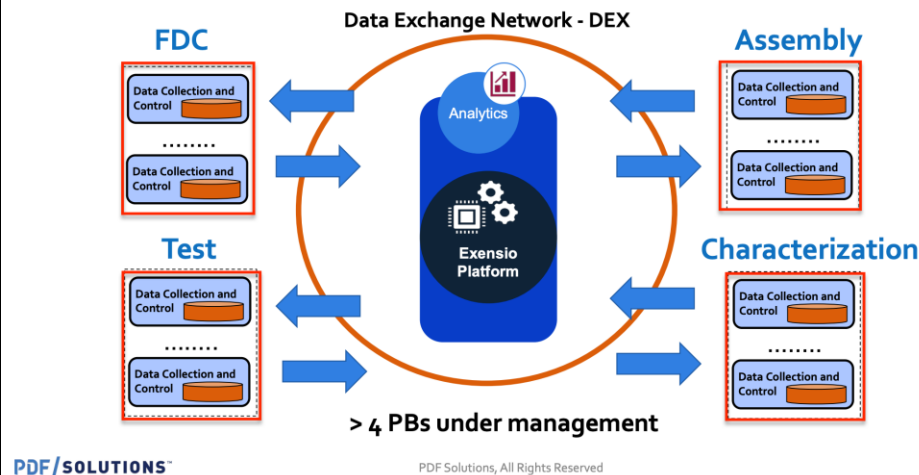 Data Exchange Network - DEX
FDC
Data Collection and
Control
........
Data Collection and
Control
Assembly
Data Collection and
Control
........
Data Collection and
Control
Analytics
Exensio
Platform
Test
Data Collection and
Control
........
Data Collection and
Control
Characterization
Data Collection and
Control
........
Data Collection and
Control
> 4 PBs under management
PDF/SOLUTIONS™
PDF Solutions, All Rights Reserved